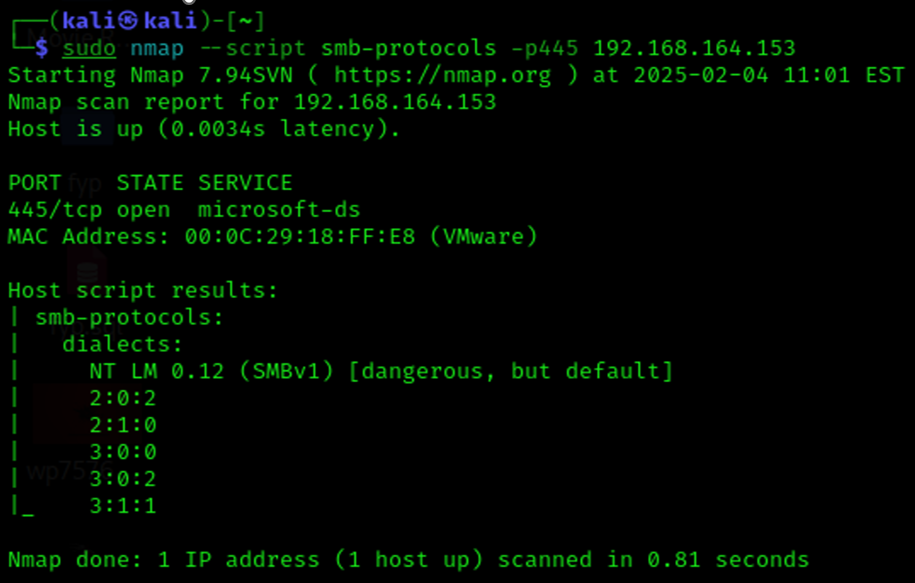 ┌──(kali㉿kali)-[~]
└─$ sudo nmap --script smb-protocols -p445 192.168.164.153
Starting Nmap 7.94SVN ( https://nmap.org ) at 2025-02-04 11:01 EST
Nmap scan report for 192.168.164.153
Host is up (0.0034s latency).
PORT    STATE SERVICE
445/tcp open  microsoft-ds
MAC Address: 00:0C:29:18:FF:E8 (VMware)
Host script results:
| smb-protocols:
|   dialects:
|     NT LM 0.12 (SMBv1) [dangerous, but default]
|     2:0:2
|     2:1:0
|     3:0:0
|     3:0:2
|_    3:1:1
Nmap done: 1 IP address (1 host up) scanned in 0.81 seconds
fyp